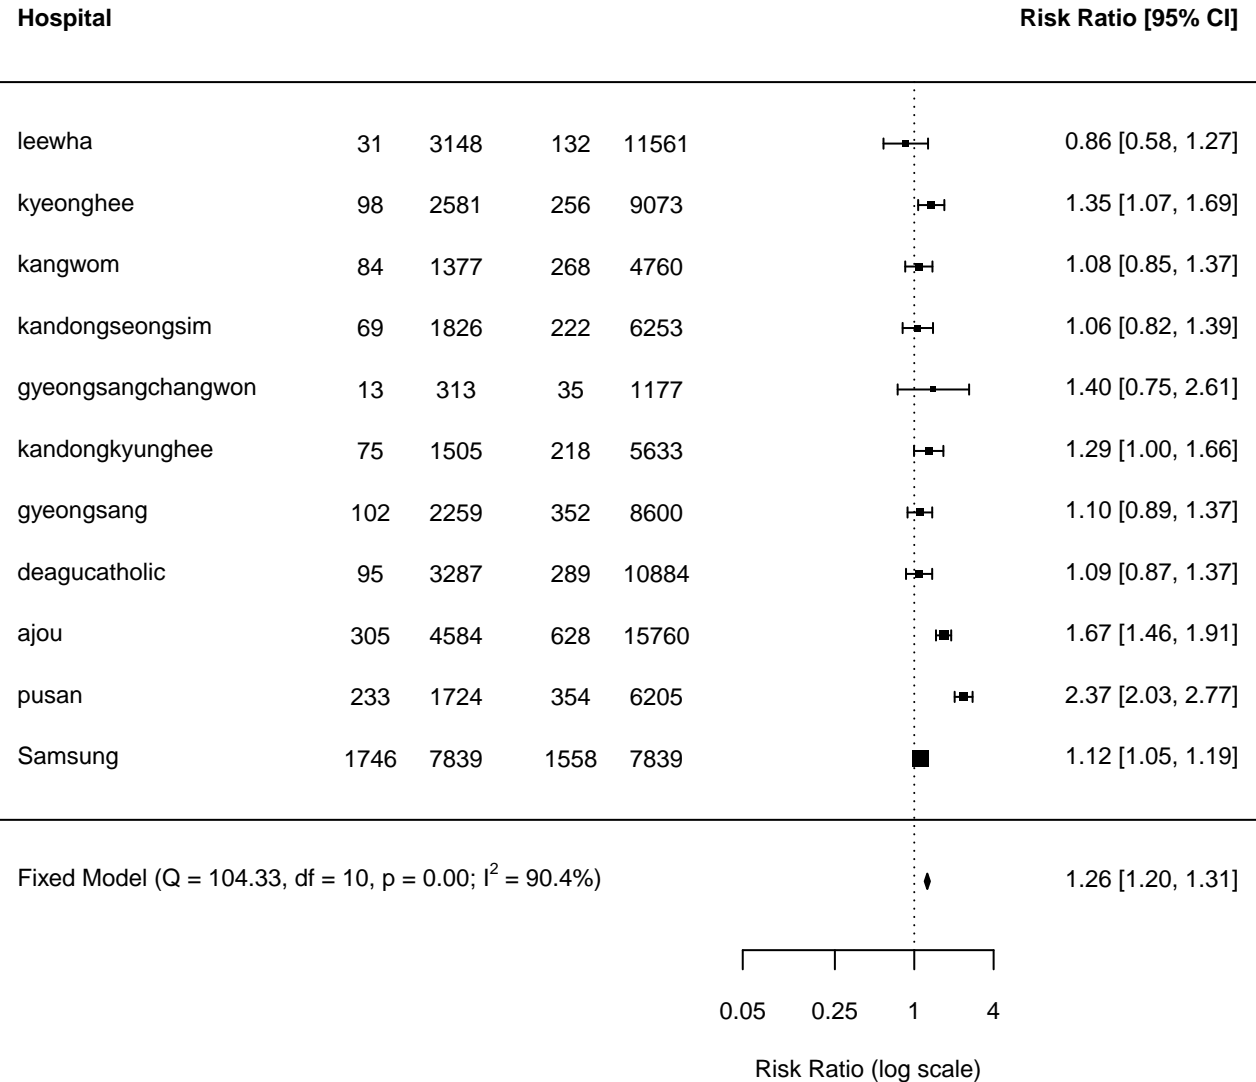 Hospital Risk Ratio [95% CI]
leewha 31 3148 132 11561 0.86 [0.58, 1.27]
kyeonghee 98 2581 256 9073 1.35 [1.07, 1.69]
kangwom 84 1377 268 4760 1.08 [0.85, 1.37]
kandongseongsim 69 1826 222 6253 1.06 [0.82, 1.39]
gyeongsangchangwon 13 313 35 1177 1.40 [0.75, 2.61]
kandongkyunghee 75 1505 218 5633 1.29 [1.00, 1.66]
gyeongsang 102 2259 352 8600 1.10 [0.89, 1.37]
deagucatholic 95 3287 289 10884 1.09 [0.87, 1.37]
ajou 305 4584 628 15760 1.67 [1.46, 1.91]
pusan 233 1724 354 6205 2.37 [2.03, 2.77]
Samsung 1746 7839 1558 7839 1.12 [1.05, 1.19]
Fixed Model (Q = 104.33, df = 10, p = 0.00; I² = 90.4%) 1.26 [1.20, 1.31]
0.05 0.25 1 4
Risk Ratio (log scale)